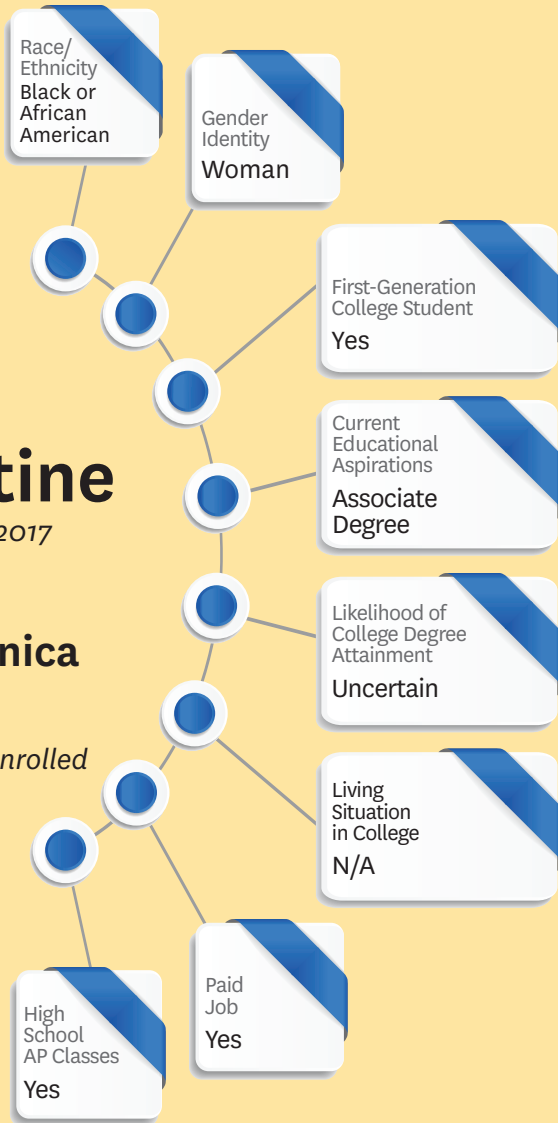 Race/
Ethnicity
Black or
African
American
Gender
Identity
Woman
First-Generation
College Student
Yes
Current
Educational
Aspirations
Associate
Degree
tine
2017
Likelihood of
College Degree
Attainment
Uncertain
nica
nrolled
Living
Situation
in College
N/A
Paid
Job
Yes
High
School
AP Classes
Yes